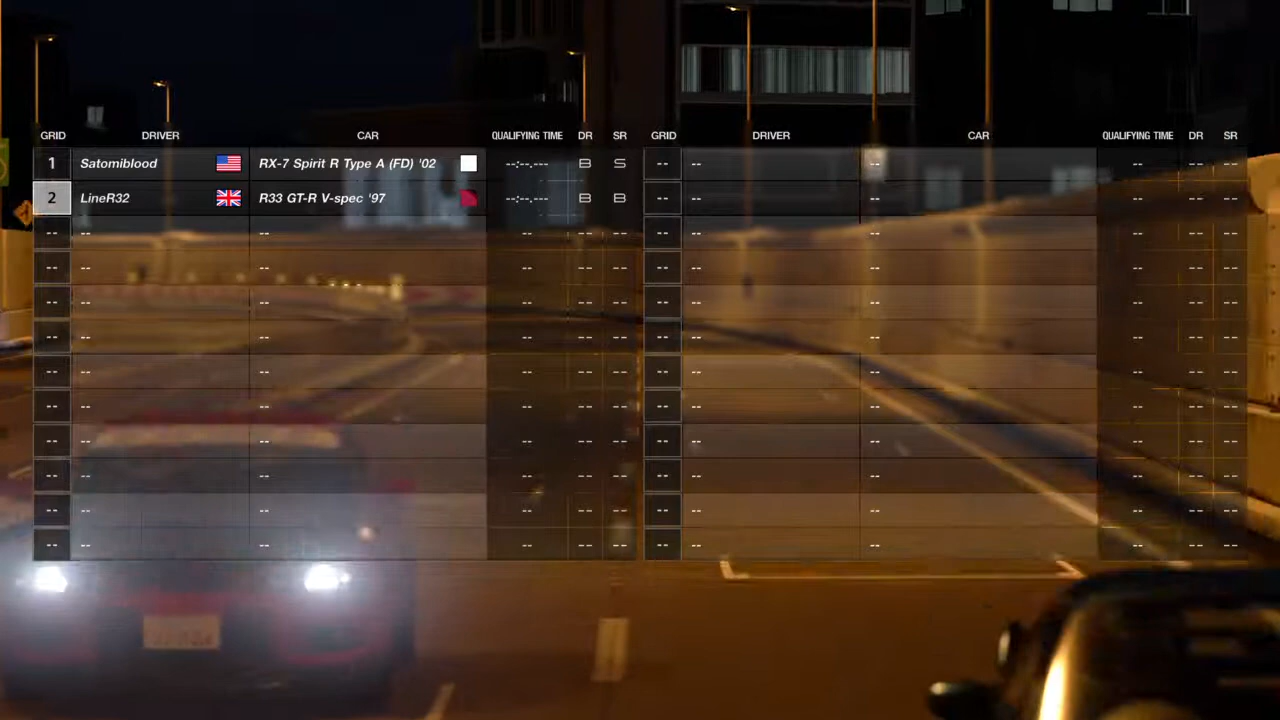 GRID DRIVER CAR QUALIFYING TIME DR SR GRID DRIVER CAR QUALIFYING TIME DR SR
1 Satomiblood RX-7 Spirit R Type A (FD) '02 --:--.--- B S -- -- -- -- -- --
2 LineR32 R33 GT-R V-spec '97 --:--.--- B B -- -- -- -- -- --
-- -- -- -- -- -- -- -- -- -- -- --
-- -- -- -- -- -- -- -- -- -- -- --
-- -- -- -- -- -- -- -- -- -- -- --
-- -- -- -- -- -- -- -- -- -- -- --
-- -- -- -- -- -- -- -- -- -- -- --
-- -- -- -- -- -- -- -- -- -- -- --
-- -- -- -- -- -- -- -- -- -- -- --
-- -- -- -- -- -- -- -- -- -- -- --
-- -- -- -- -- -- -- -- -- -- -- --
-- -- -- -- -- -- -- -- -- -- -- --